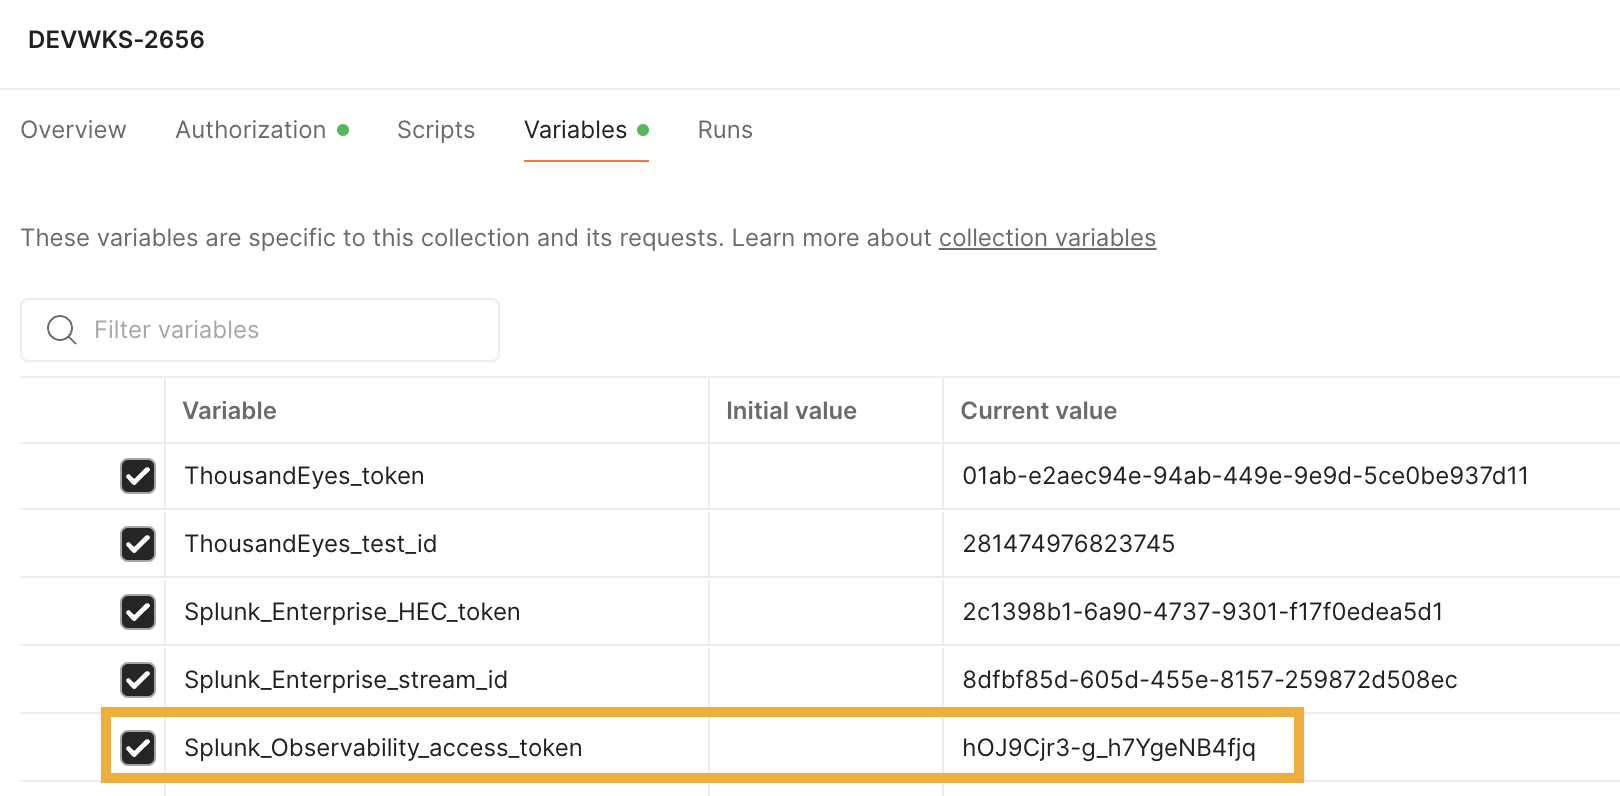 DEVWKS-2656
Overview Authorization Scripts Variables Runs
These variables are specific to this collection and its requests. Learn more about collection variables
Filter variables
Variable Initial value Current value
ThousandEyes_token 01ab-e2aec94e-94ab-449e-9e9d-5ce0be937d11
ThousandEyes_test_id 281474976823745
Splunk_Enterprise_HEC_token 2c1398b1-6a90-4737-9301-f17f0edea5d1
Splunk_Enterprise_stream_id 8dfbf85d-605d-455e-8157-259872d508ec
Splunk_Observability_access_token hOJ9Cjr3-g_h7YgeNB4fjq